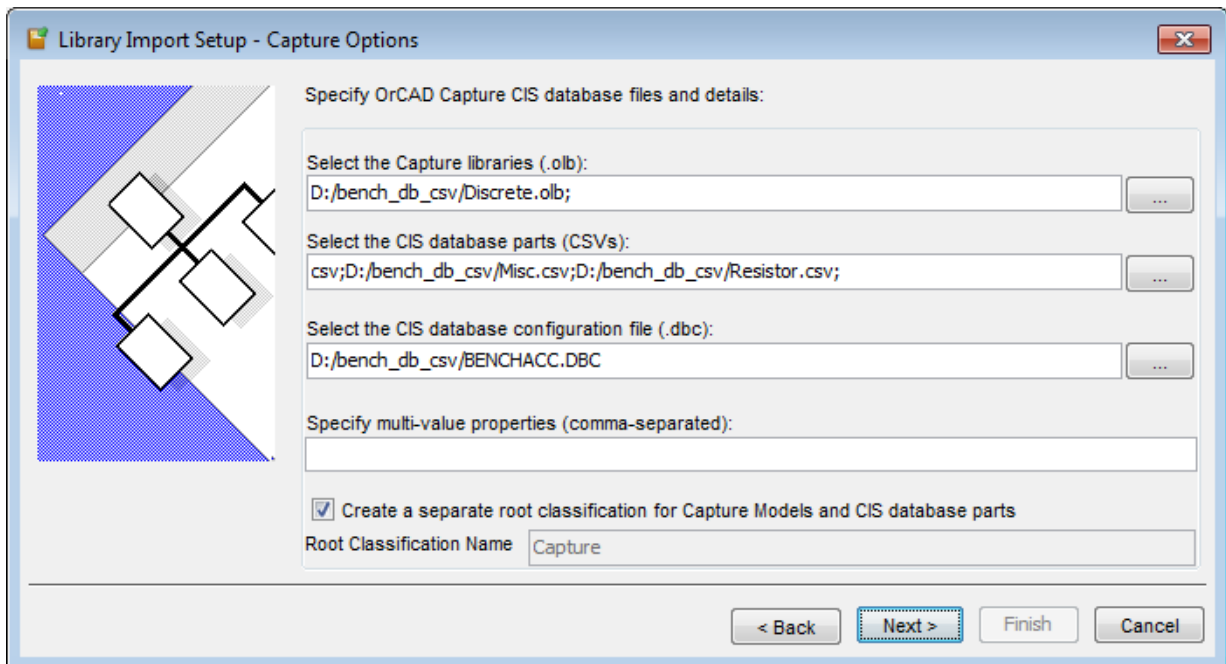 Library Import Setup - Capture Options
Specify OrCAD Capture CIS database files and details:
Select the Capture libraries (.olb):
D:/bench_db_csv/Discrete.olb;
...
Select the CIS database parts (CSVs):
csv;D:/bench_db_csv/Misc.csv;D:/bench_db_csv/Resistor.csv;
...
Select the CIS database configuration file (.dbc):
D:/bench_db_csv/BENCHACC.DBC
...
Specify multi-value properties (comma-separated):
Create a separate root classification for Capture Models and CIS database parts
Root Classification Name Capture
< Back Next > Finish Cancel